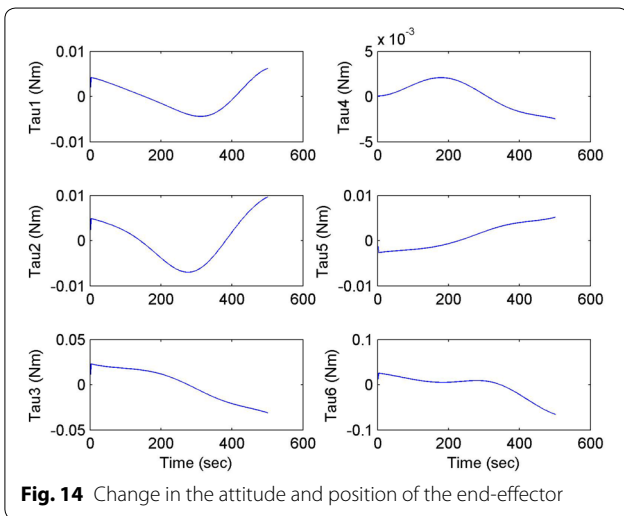 Tau1 (Nm)
0.01
0
-0.01
0 200 400 600
x 10⁻³
Tau4 (Nm)
5
0
-5
0 200 400 600
Tau2 (Nm)
0.01
0
-0.01
0 200 400 600
Tau5 (Nm)
0.01
0
-0.01
0 200 400 600
Tau3 (Nm)
0.05
0
-0.05
0 200 400 600
Time (sec)
Tau6 (Nm)
0.1
0
-0.1
0 200 400 600
Time (sec)
Fig. 14 Change in the attitude and position of the end-effector